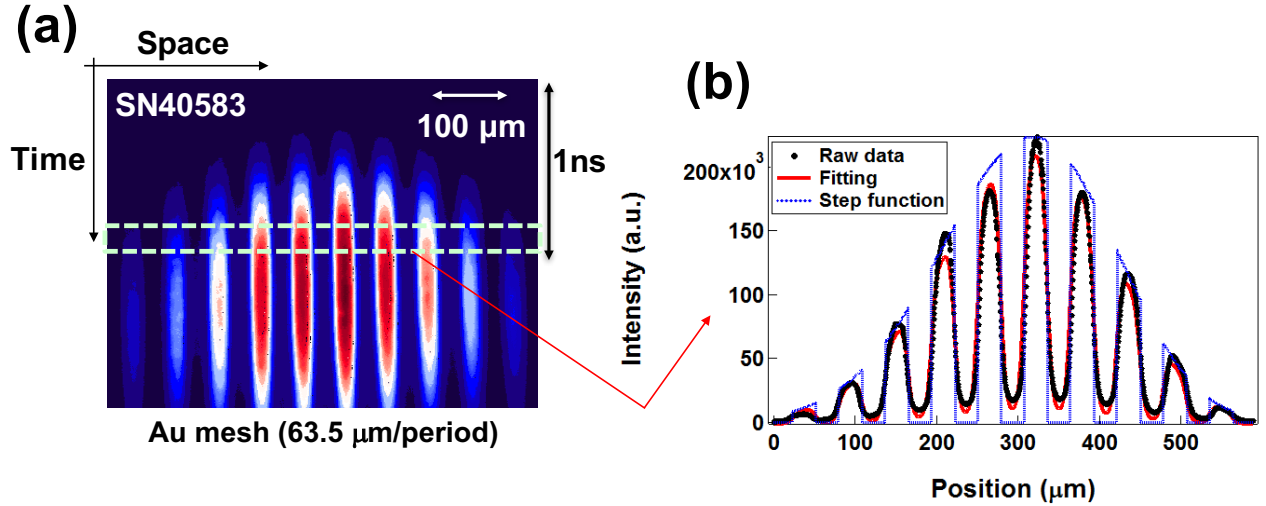 (a)
Space
SN40583
100 μm
Time
1ns
Au mesh (63.5 μm/period)
(b)
Raw data
Fitting
Step function
200x10³
150
100
50
0
Intensity (a.u.)
0
100
200
300
400
500
Position (μm)